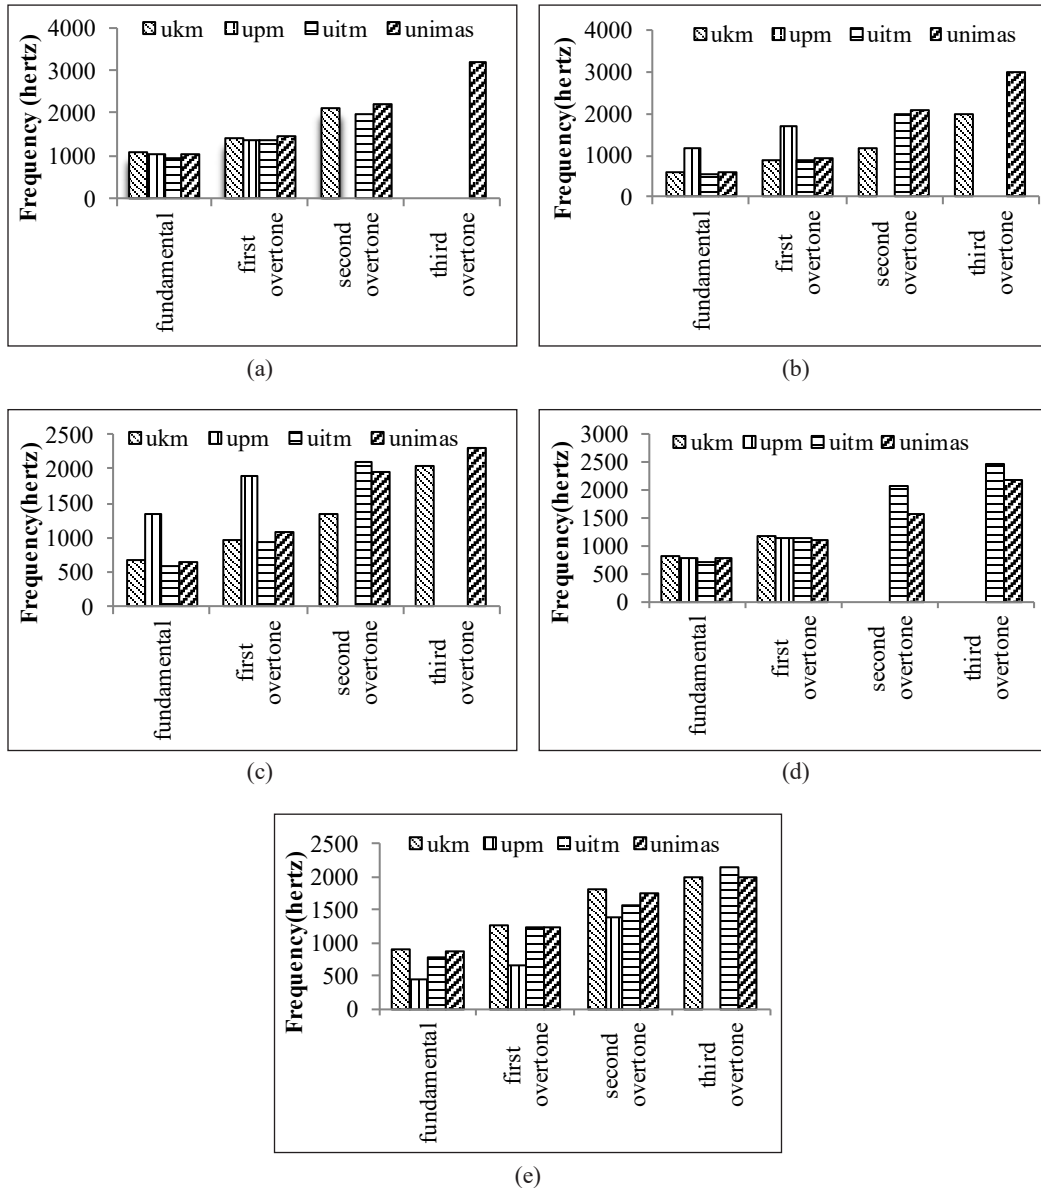 ukm upm uitm unimas
Frequency (hertz)
4000
3000
2000
1000
0
fundamental
first
overtone
second
overtone
third
overtone
(a)
ukm upm uitm unimas
Frequency(hertz)
4000
3000
2000
1000
0
fundamental
first
overtone
second
overtone
third
overtone
(b)
ukm upm uitm unimas
Frequency(hertz)
2500
2000
1500
1000
500
0
fundamental
first
overtone
second
overtone
third
overtone
(c)
ukm upm uitm unimas
Frequency(hertz)
3000
2500
2000
1500
1000
500
0
fundamental
first
overtone
second
overtone
third
overtone
(d)
ukm upm uitm unimas
Frequency(hertz)
2500
2000
1500
1000
500
0
fundamental
first
overtone
second
overtone
third
overtone
(e)